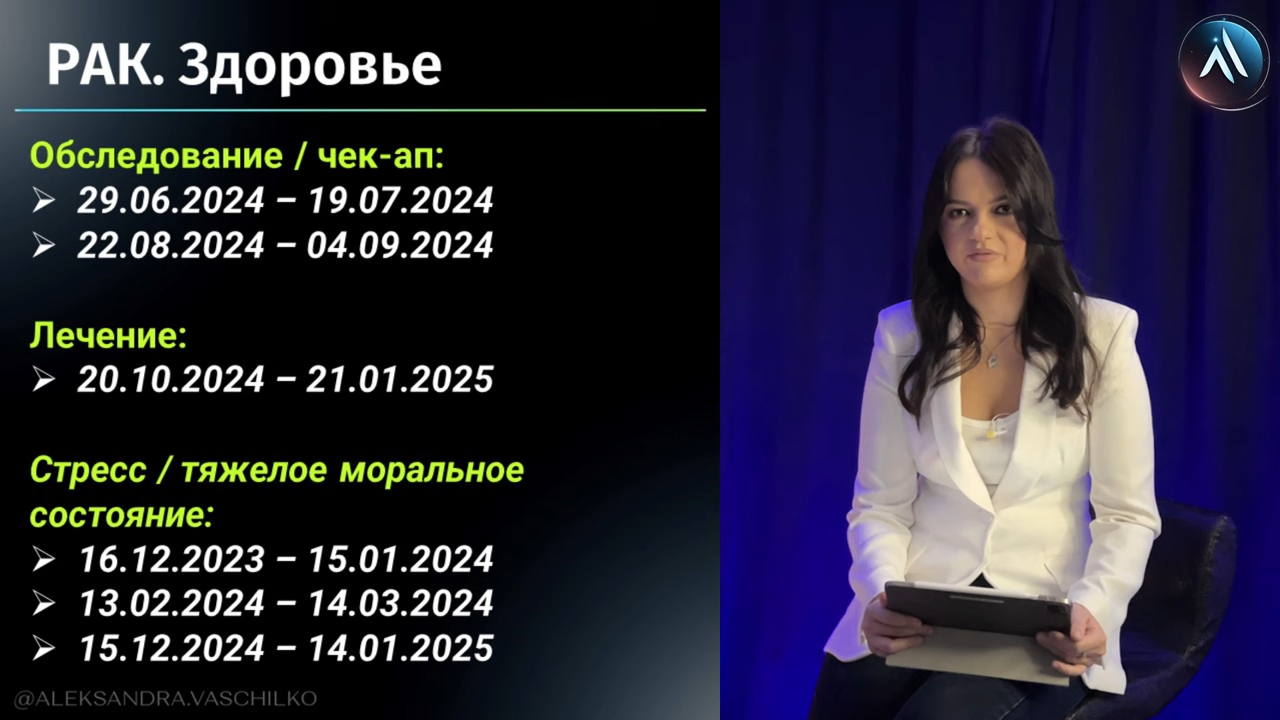 РАК. Здоровье
Обследование / чек-ап:
➢ 29.06.2024 – 19.07.2024
➢ 22.08.2024 – 04.09.2024
Лечение:
➢ 20.10.2024 – 21.01.2025
Стресс / тяжелое моральное
состояние:
➢ 16.12.2023 – 15.01.2024
➢ 13.02.2024 – 14.03.2024
➢ 15.12.2024 – 14.01.2025
@ALEKSANDRA.VASCHILKO